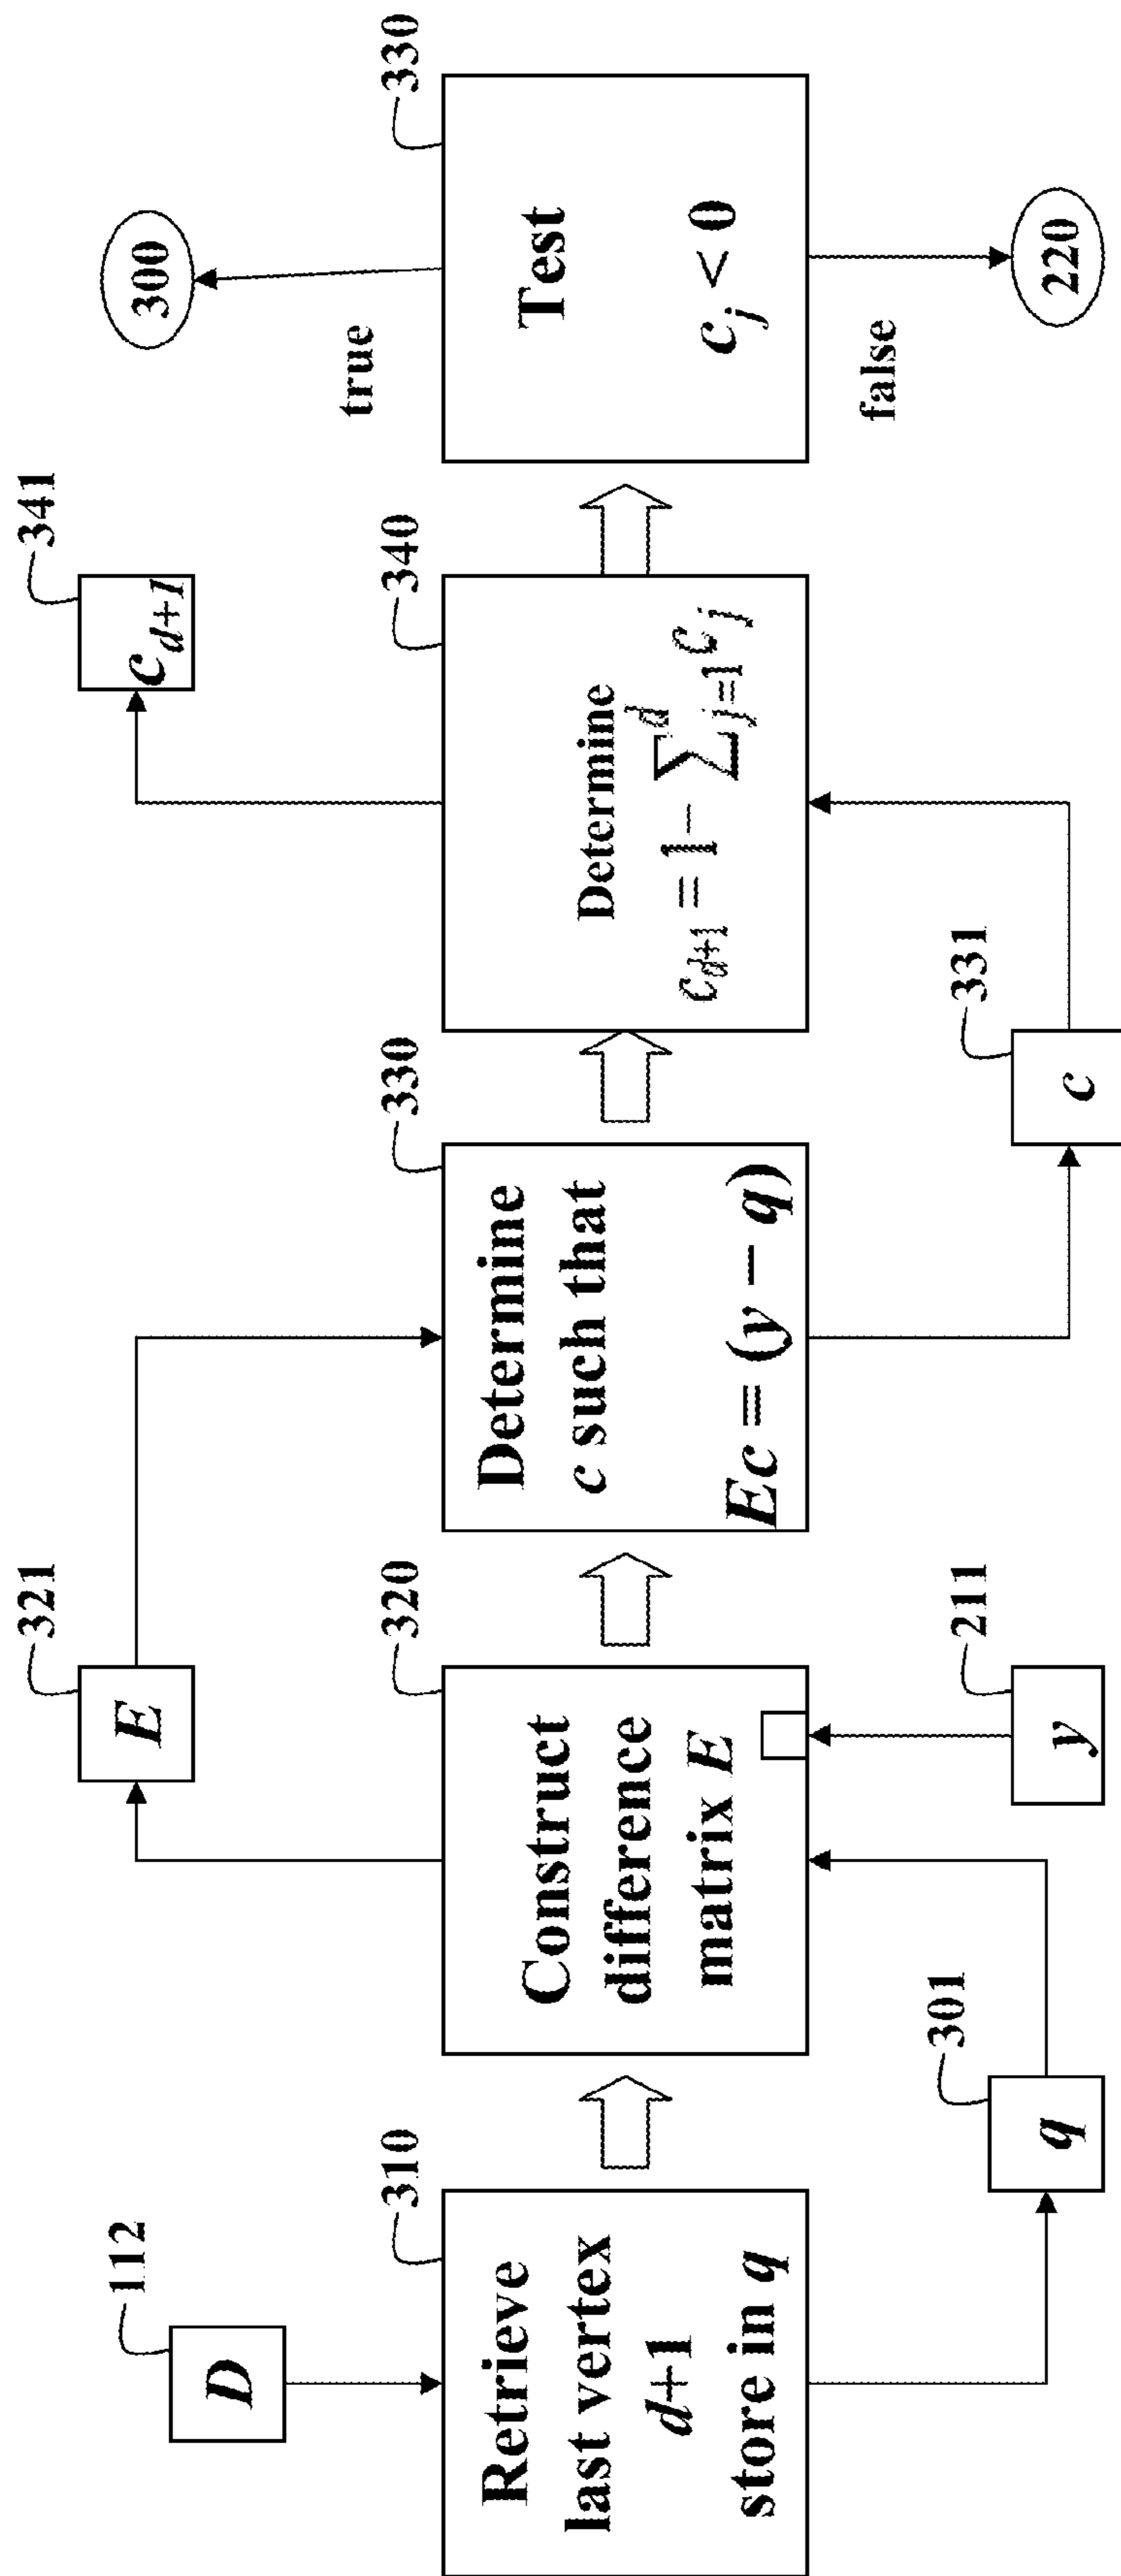 112
D
310
Retrieve
last vertex
d+1
store in q
301
q
321
E
320
Construct
difference
matrix E
211
y
330
Determine
c such that
Ec = (y – q)
331
c
341
c_{d+1}
340
Determine
c_{d+1} = 1 - ∑_{j=1}^{d} c_j
330
Test
c_j < 0
true
300
false
220